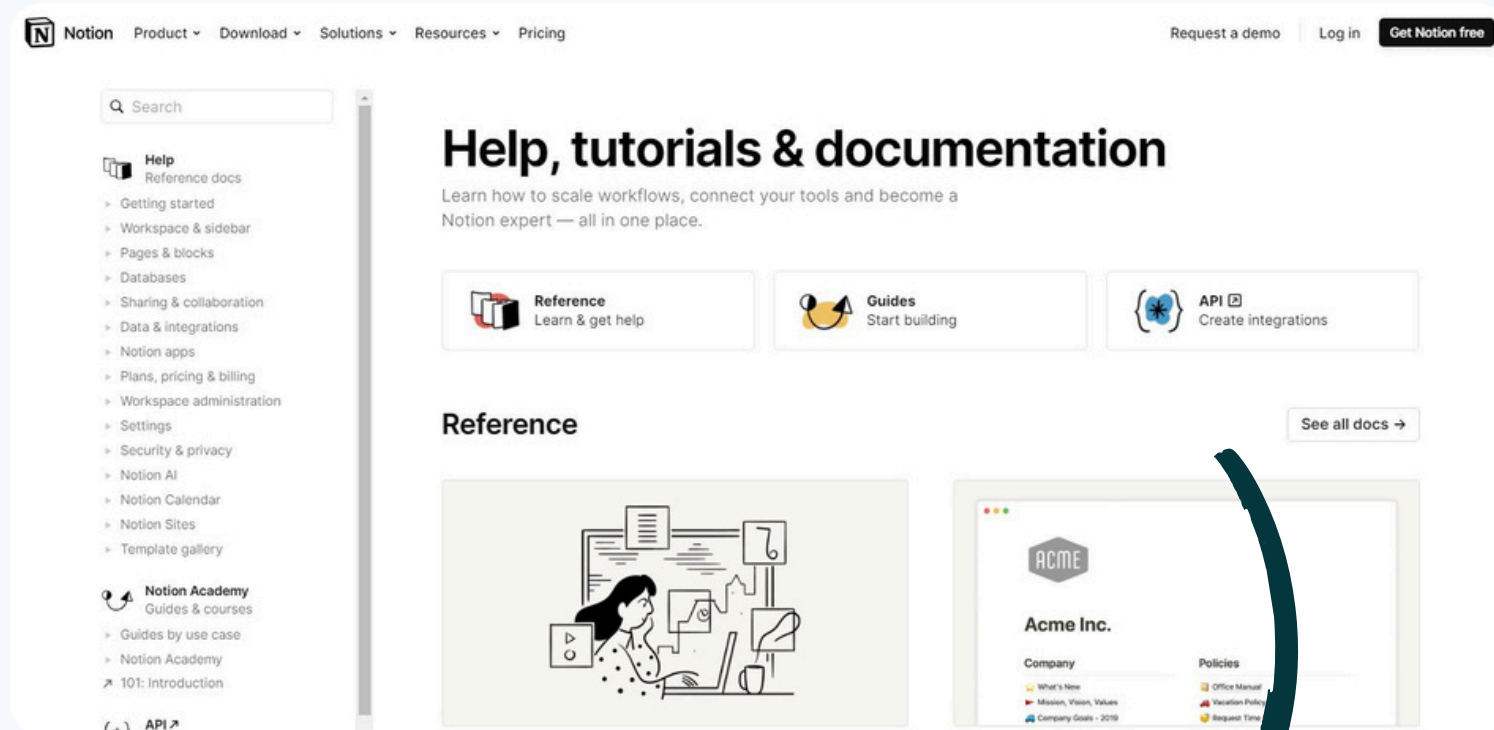 Notion Product Download Solutions Resources Pricing Request a demo Log in Get Notion free
Search
Help
Reference docs
Getting started
Workspace & sidebar
Pages & blocks
Databases
Sharing & collaboration
Data & integrations
Notion apps
Plans, pricing & billing
Workspace administration
Settings
Security & privacy
Notion AI
Notion Calendar
Notion Sites
Template gallery
Notion Academy
Guides & courses
Guides by use case
Notion Academy
101: Introduction
API
Help, tutorials & documentation
Learn how to scale workflows, connect your tools and become a
Notion expert — all in one place.
Reference
Learn & get help
Guides
Start building
API
Create integrations
Reference
See all docs →
ACME
Acme Inc.
Company
What's New
Mission, Vision, Values
Company Goals - 2019
Policies
Office Manual
Vacation Policy
Request Time